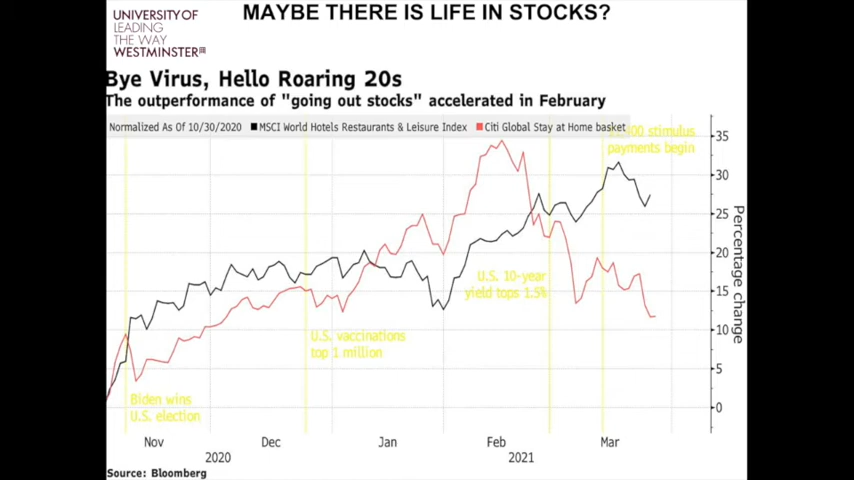 MAYBE THERE IS LIFE IN STOCKS?
UNIVERSITY OF
LEADING
THE WAY
WESTMINSTER
Bye Virus, Hello Roaring 20s
The outperformance of "going out stocks" accelerated in February
Normalized As Of 10/30/2020 MSCI World Hotels Restaurants & Leisure Index Citi Global Stay at Home basket
stimulus
payments begin
35
30
25
20
15
10
5
0
Percentage change
U.S. 10-year
yield tops 1.5%
U.S. vaccinations
top 1 million
Biden wins
U.S. election
Nov Dec Jan Feb Mar
2020 2021
Source: Bloomberg